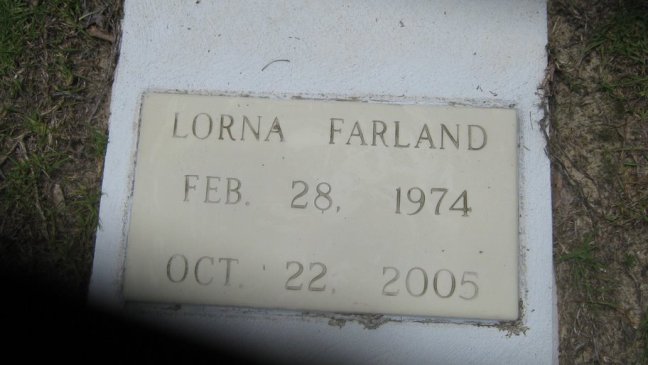 LORNA FARLAND
FEB. 28, 1974
OCT. 22, 2005